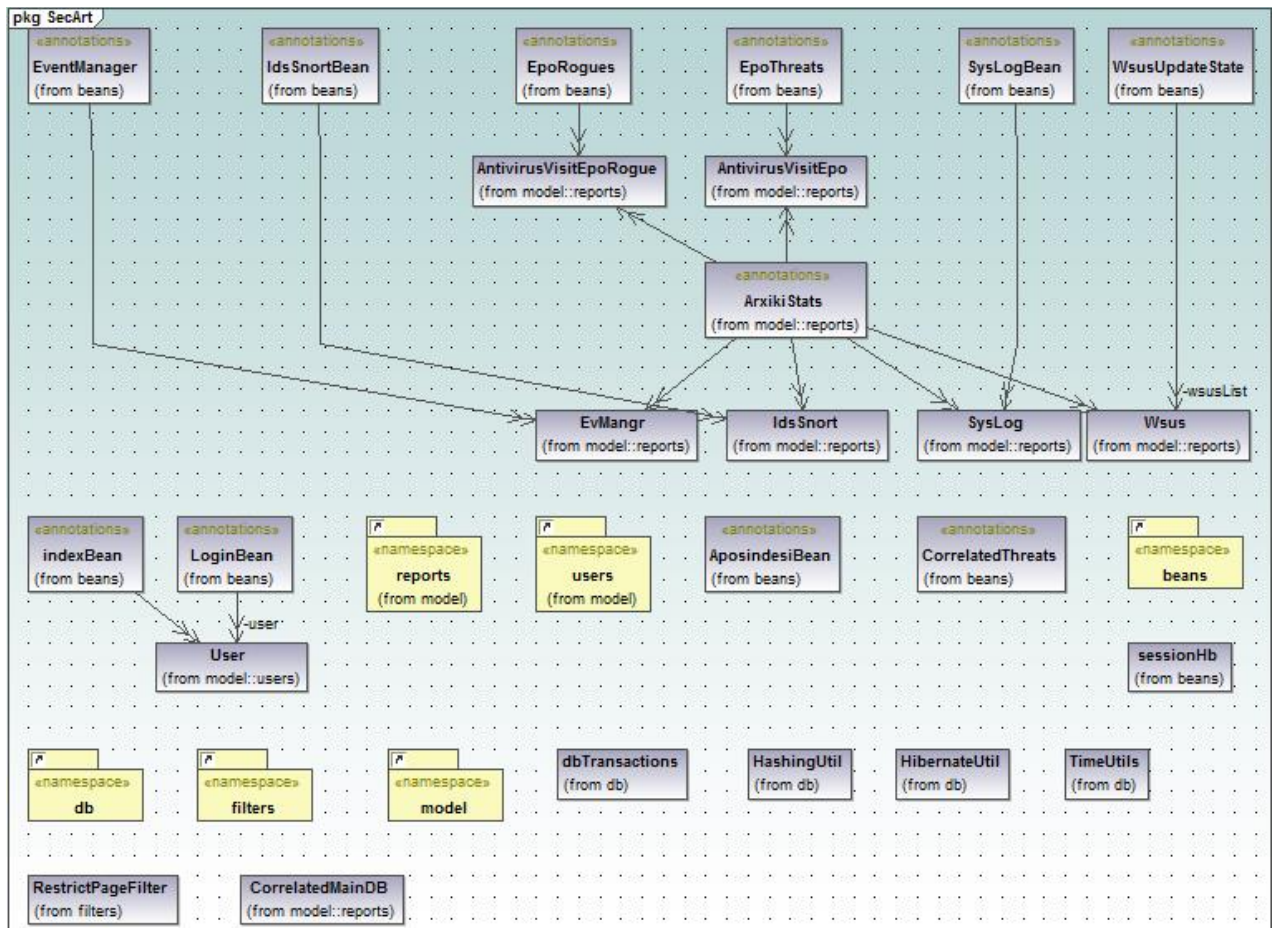 pkg SecArt
«annotations»
EventManager
(from beans)
«annotations»
IdsSnortBean
(from beans)
«annotations»
EpoRogues
(from beans)
«annotations»
EpoThreats
(from beans)
«annotations»
SysLogBean
(from beans)
«annotations»
WsusUpdateState
(from beans)
AntivirusVisitEpoRogue
(from model::reports)
AntivirusVisitEpo
(from model::reports)
«annotations»
ArxikiStats
(from model::reports)
-wsusList
EvMangr
(from model::reports)
IdsSnort
(from model::reports)
SysLog
(from model::reports)
Wsus
(from model::reports)
«annotations»
indexBean
(from beans)
«annotations»
LoginBean
(from beans)
«namespace»
reports
(from model)
«namespace»
users
(from model)
«annotations»
AposindesiBean
(from beans)
«annotations»
CorrelatedThreats
(from beans)
«namespace»
beans
-user
User
(from model::users)
sessionHb
(from beans)
«namespace»
db
«namespace»
filters
«namespace»
model
dbTransactions
(from db)
HashingUtil
(from db)
HibernateUtil
(from db)
TimeUtils
(from db)
RestrictPageFilter
(from filters)
CorrelatedMainDB
(from model::reports)